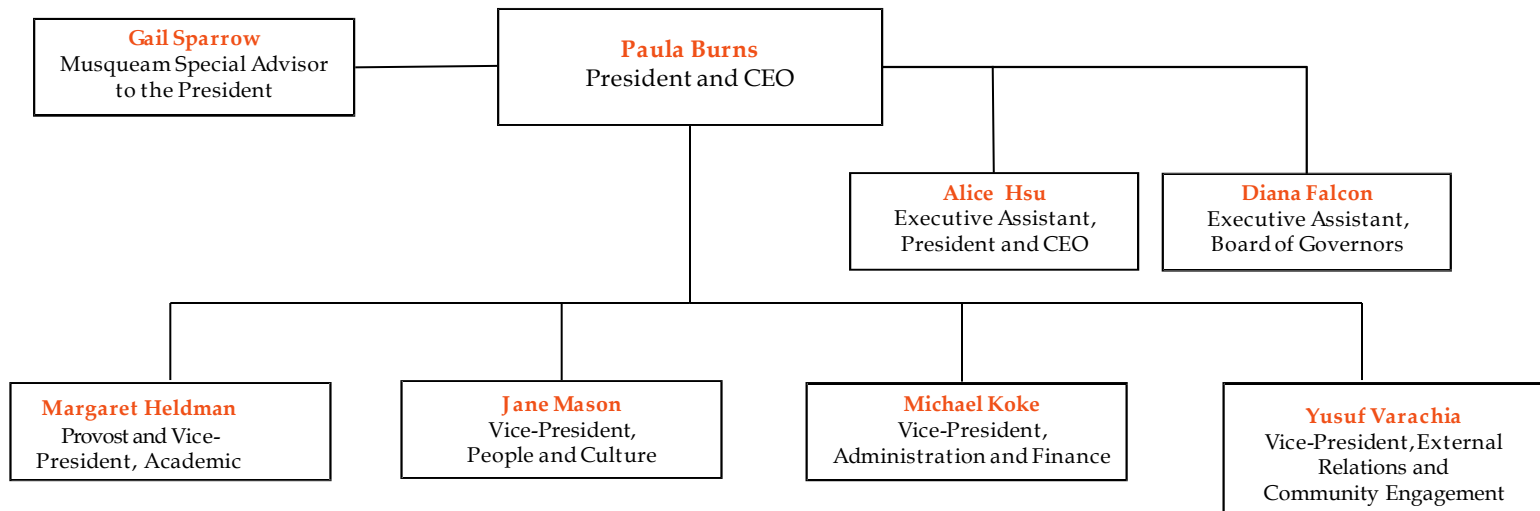 Gail Sparrow
Musqueam Special Advisor
to the President
Paula Burns
President and CEO
Alice Hsu
Executive Assistant,
President and CEO
Diana Falcon
Executive Assistant,
Board of Governors
Margaret Heldman
Provost and Vice-
President, Academic
Jane Mason
Vice-President,
People and Culture
Michael Koke
Vice-President,
Administration and Finance
Yusuf Varachia
Vice-President, External
Relations and
Community Engagement